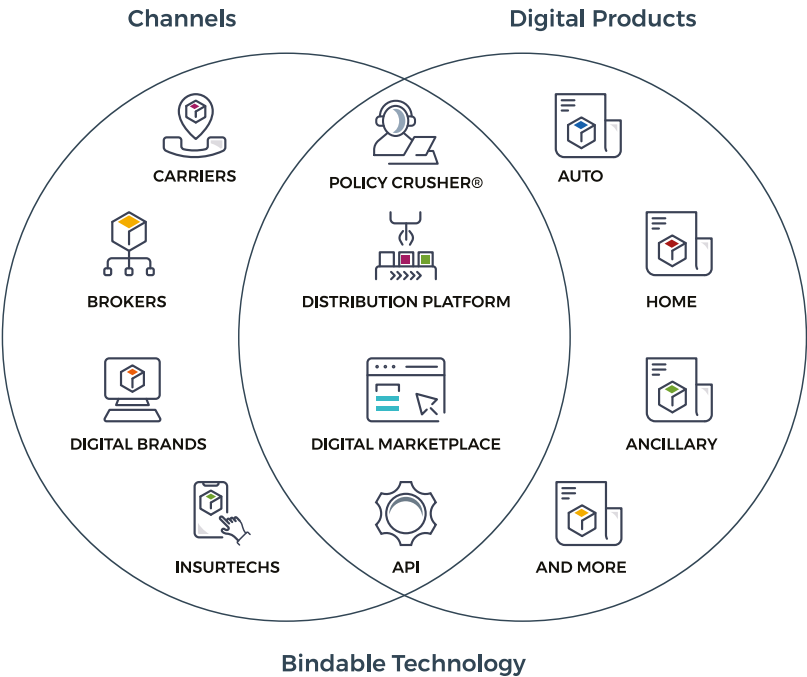 Channels
Digital Products
CARRIERS
POLICY CRUSHER®
AUTO
BROKERS
DISTRIBUTION PLATFORM
HOME
DIGITAL BRANDS
DIGITAL MARKETPLACE
ANCILLARY
INSURTECHS
API
AND MORE
Bindable Technology